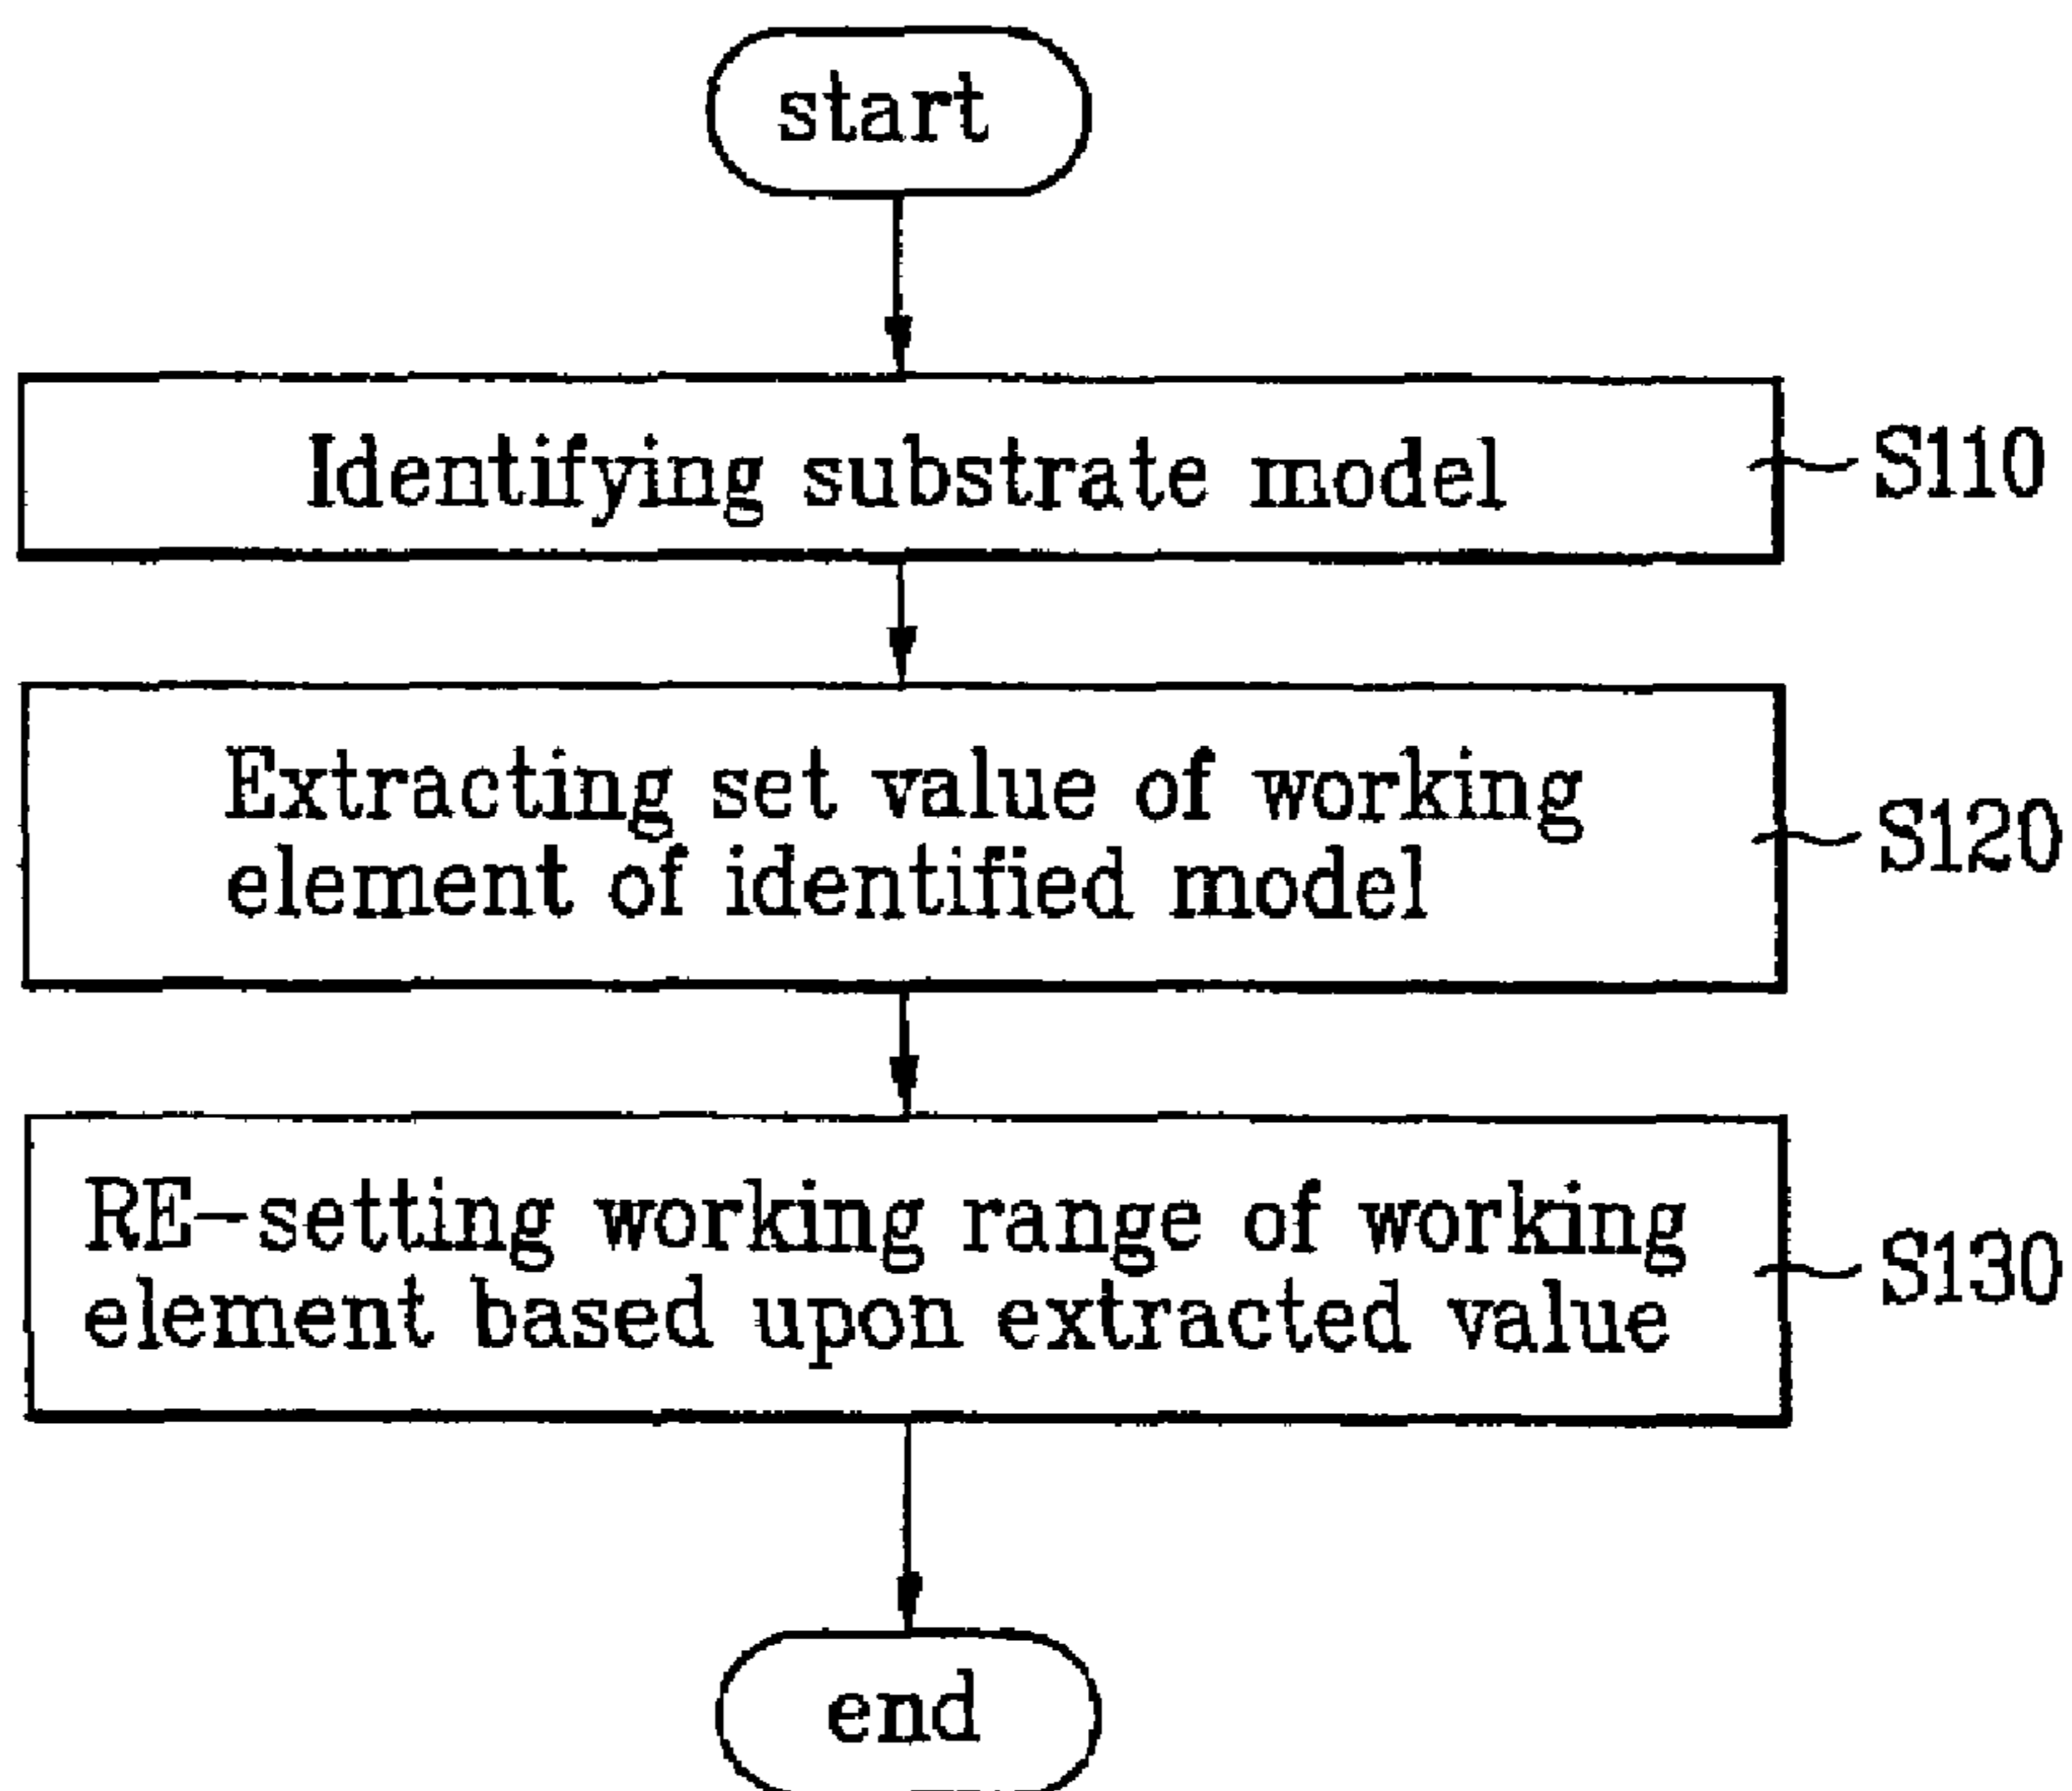 start
Identifying substrate model
S110
Extracting set value of working
element of identified model
S120
RE-setting working range of working
element based upon extracted value
S130
end